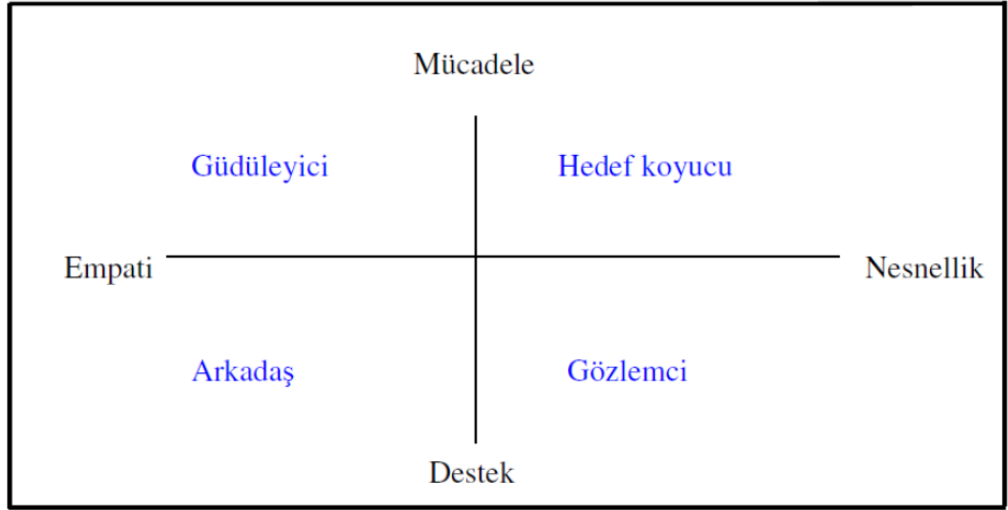 Mücadele
Güdüleyici
Hedef koyucu
Empati
Nesnellik
Arkadaş
Gözlemci
Destek